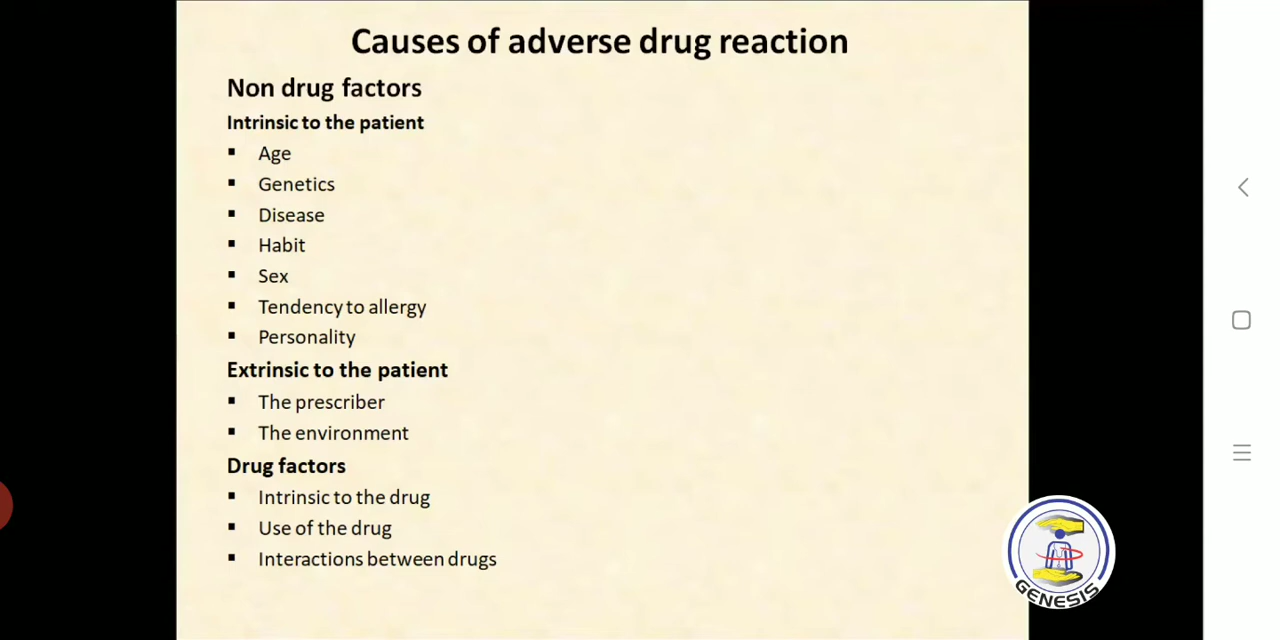 Causes of adverse drug reaction
Non drug factors
Intrinsic to the patient
▪ Age
▪ Genetics
▪ Disease
▪ Habit
▪ Sex
▪ Tendency to allergy
▪ Personality
Extrinsic to the patient
▪ The prescriber
▪ The environment
Drug factors
▪ Intrinsic to the drug
▪ Use of the drug
▪ Interactions between drugs
GENESIS